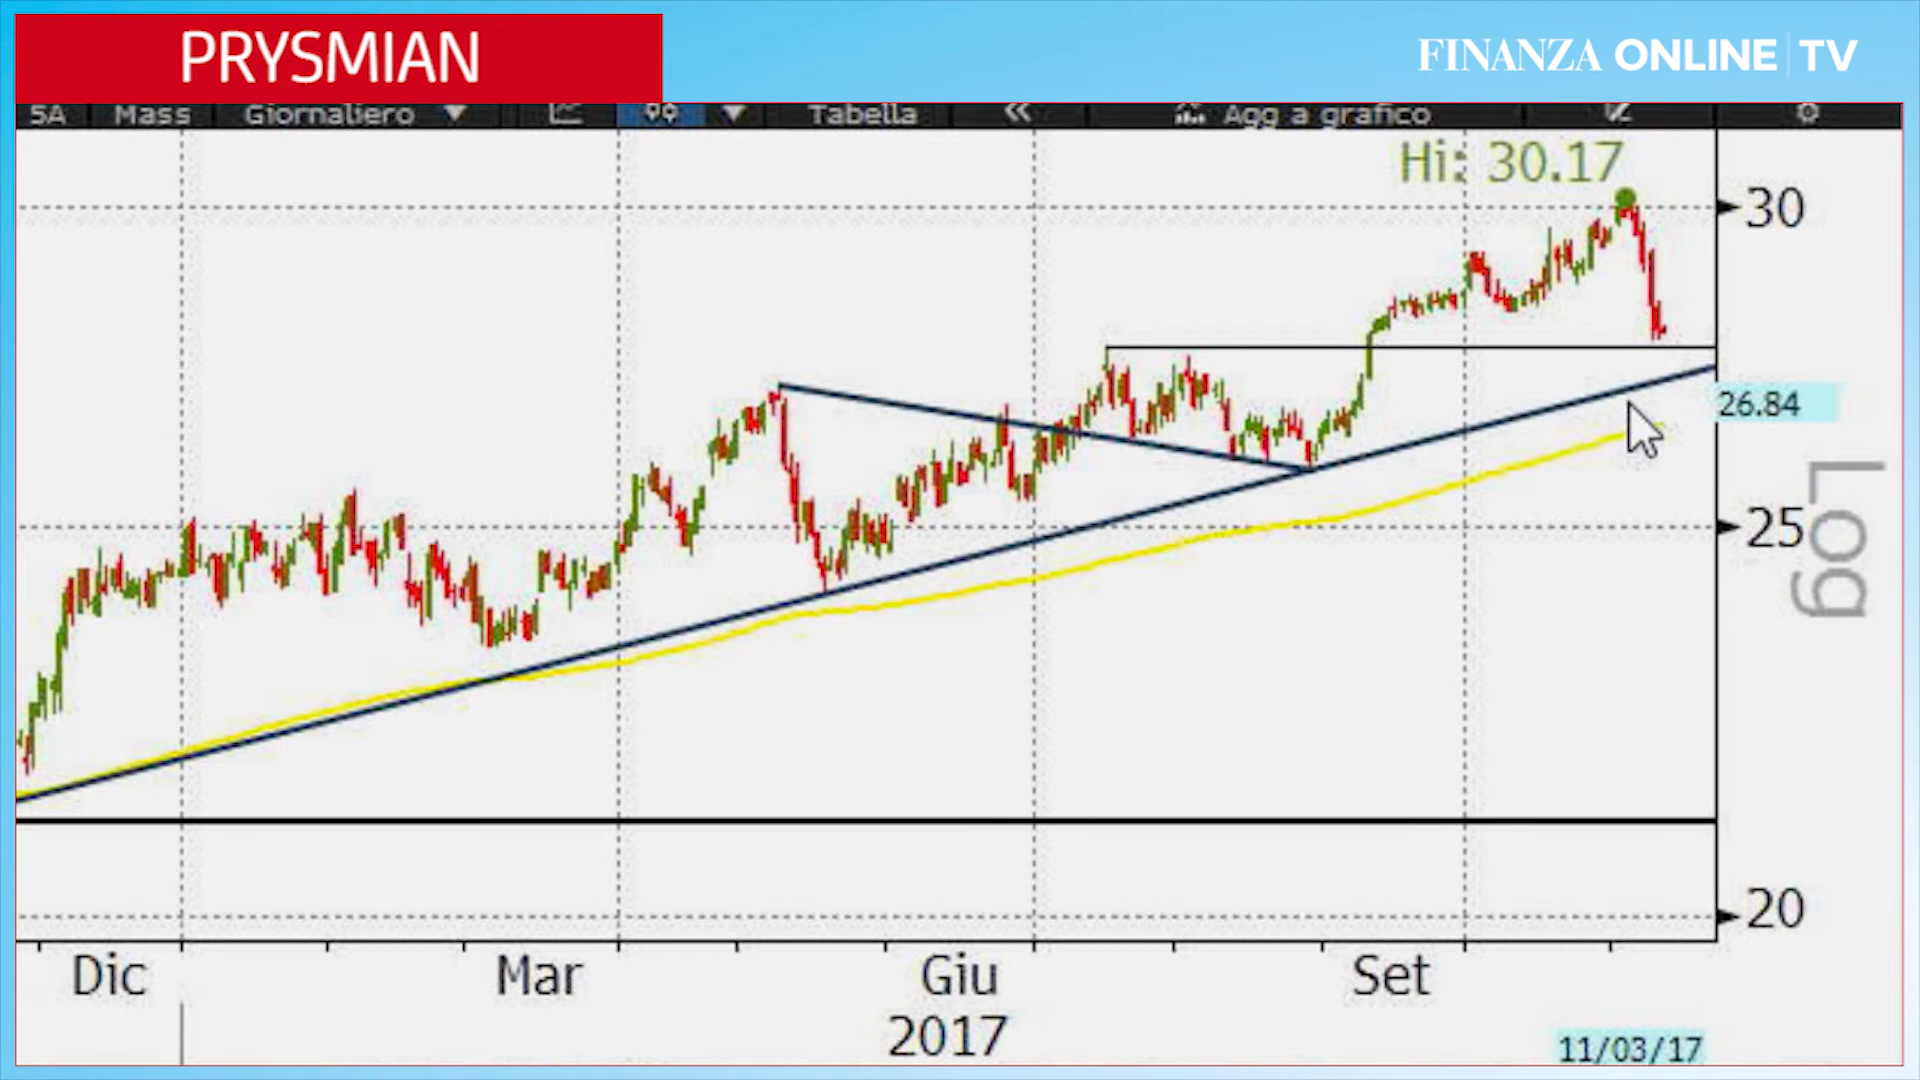 PRYSMIAN
FINANZA ONLINE TV
5A Mass Giornaliero Tabella « Agg a grafico
Hi: 30.17
30
26.84
25
Log
20
Dic Mar Giu Set
2017
11/03/17